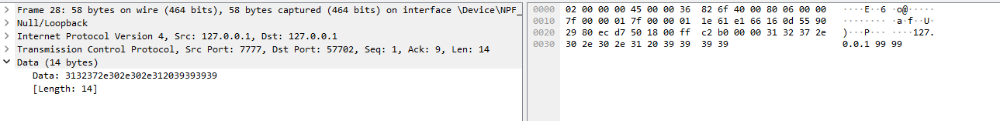 Frame 28: 58 bytes on wire (464 bits), 58 bytes captured (464 bits) on interface \Device\NPF_
Null/Loopback
Internet Protocol Version 4, Src: 127.0.0.1, Dst: 127.0.0.1
Transmission Control Protocol, Src Port: 7777, Dst Port: 57702, Seq: 1, Ack: 9, Len: 14
Data (14 bytes)
Data: 3132372e302e302e312039393939
[Length: 14]
0000 02 00 00 00 45 00 00 36 82 6f 40 00 80 06 00 00 ····E··6 ·o@·····
0010 7f 00 00 01 7f 00 00 01 1e 61 e1 66 16 0d 55 90 ········ ·a·f··U·
0020 29 80 ec d7 50 18 00 ff c2 b0 00 00 31 32 37 2e )···P··· ····127.
0030 30 2e 30 2e 31 20 39 39 39 39 0.0.1 99 99